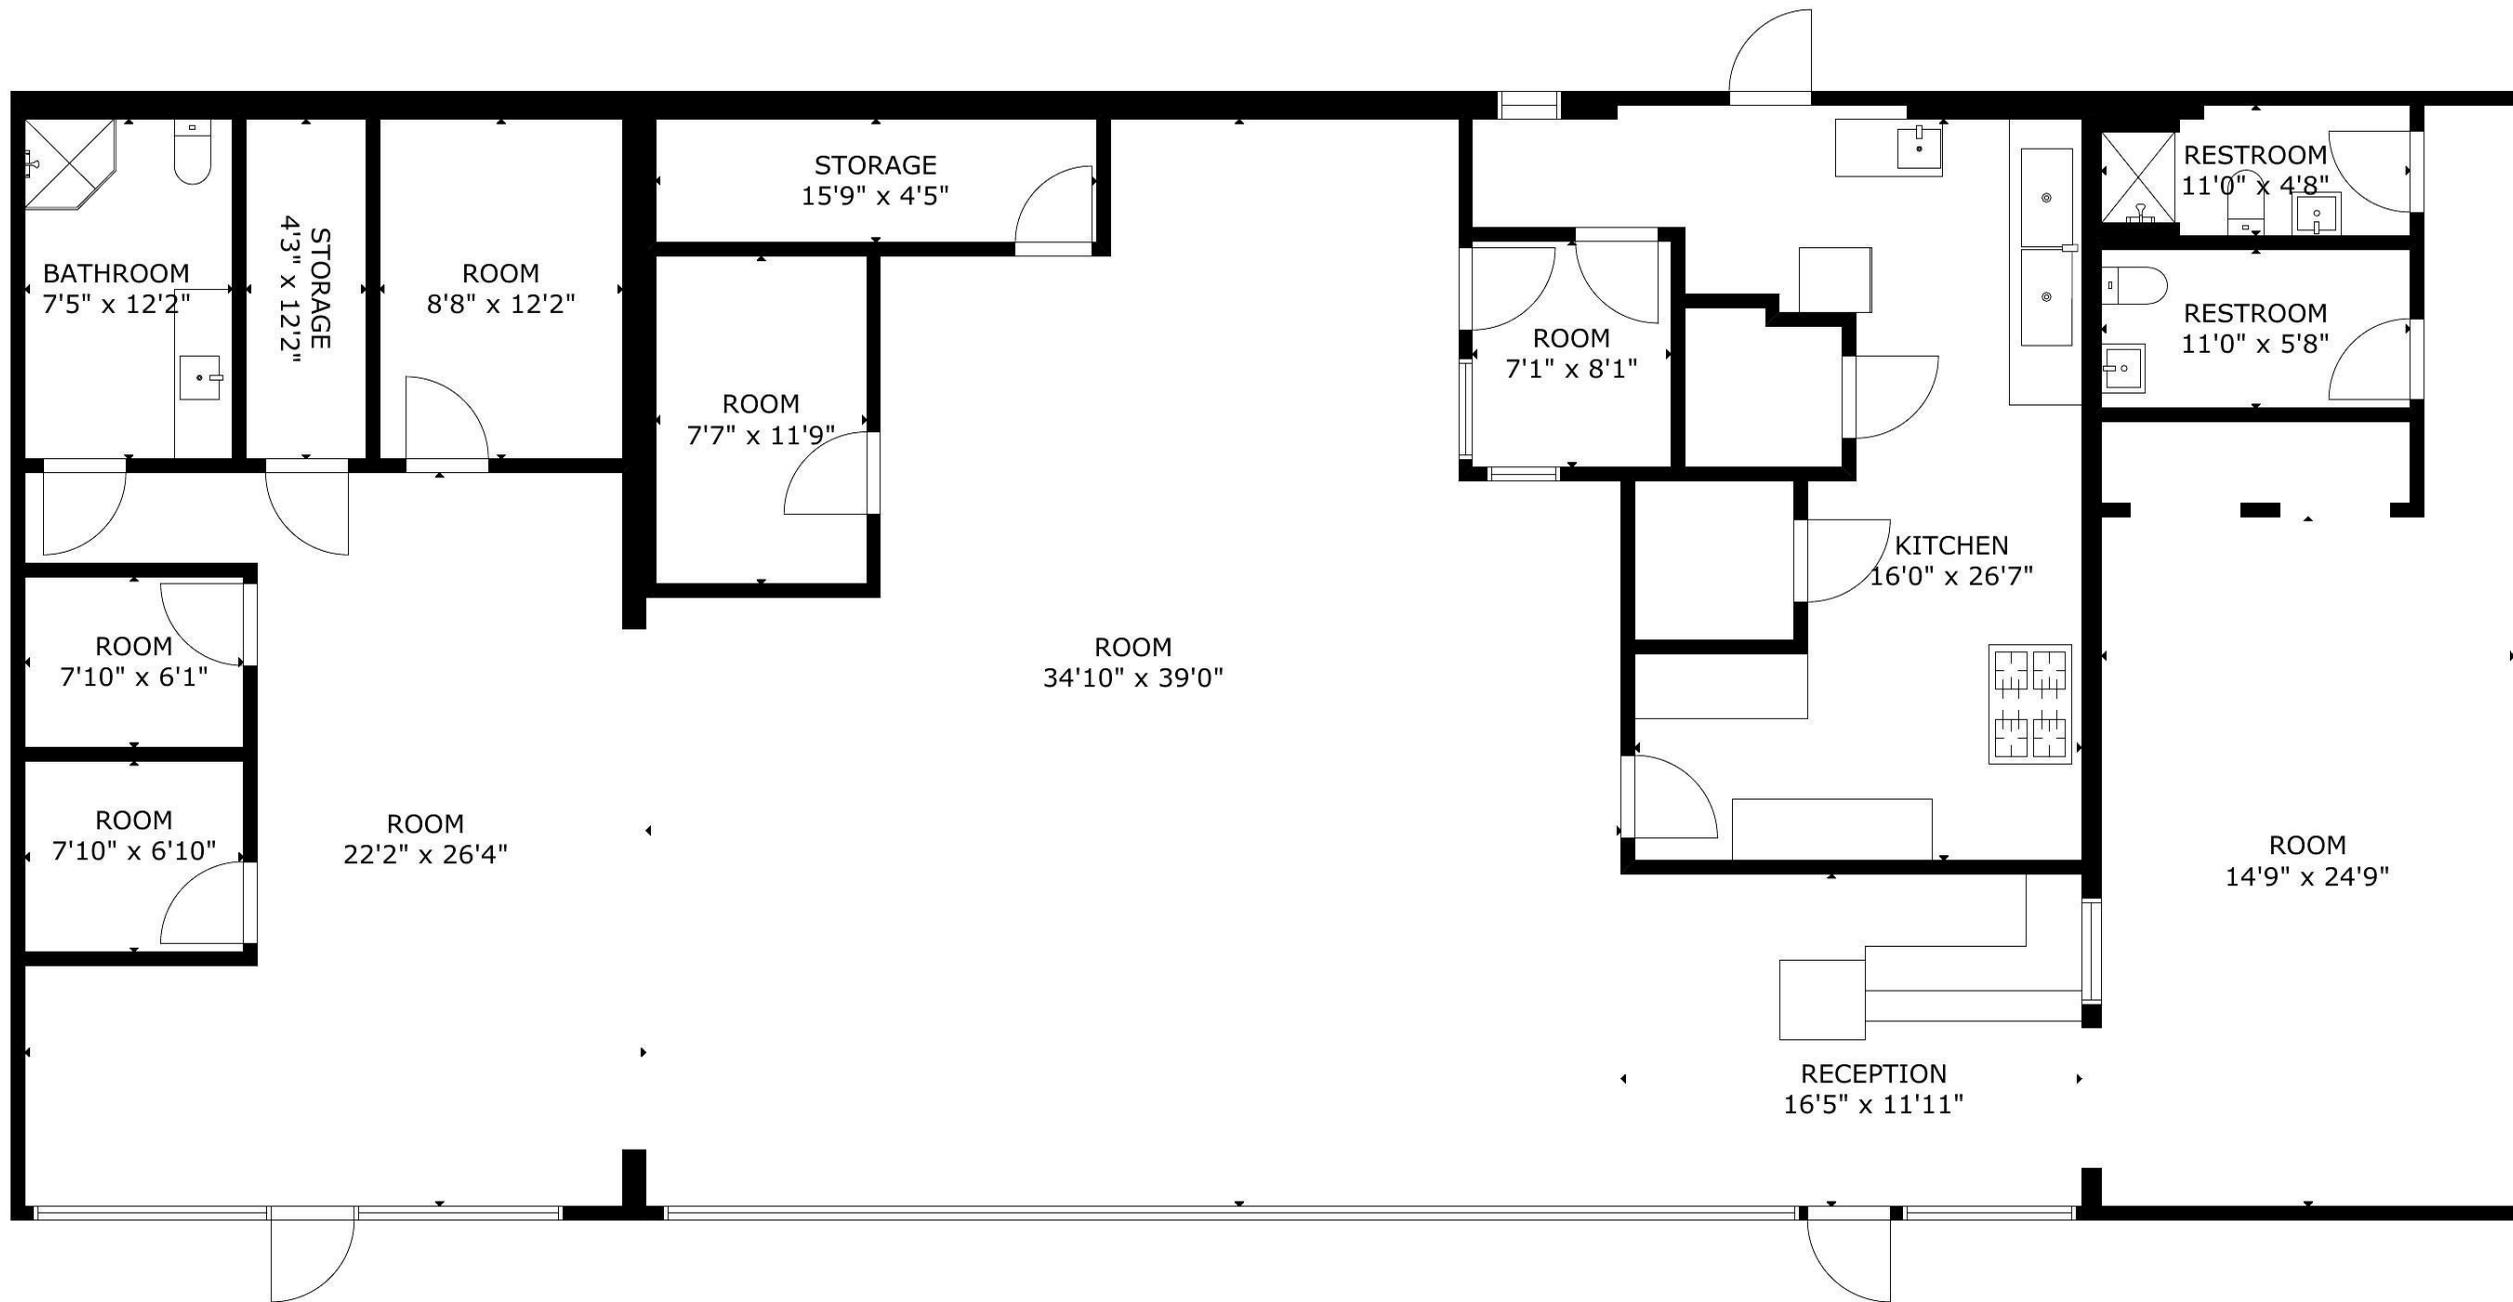 STORAGE
15'9" x 4'5"
RESTROOM
11'0" x 4'8"
BATHROOM
7'5" x 12'2"
STORAGE
4'3" x 12'2"
ROOM
8'8" x 12'2"
RESTROOM
11'0" x 5'8"
ROOM
7'1" x 8'1"
ROOM
7'7" x 11'9"
KITCHEN
16'0" x 26'7"
ROOM
7'10" x 6'1"
ROOM
34'10" x 39'0"
ROOM
7'10" x 6'10"
ROOM
22'2" x 26'4"
ROOM
14'9" x 24'9"
RECEPTION
16'5" x 11'11"